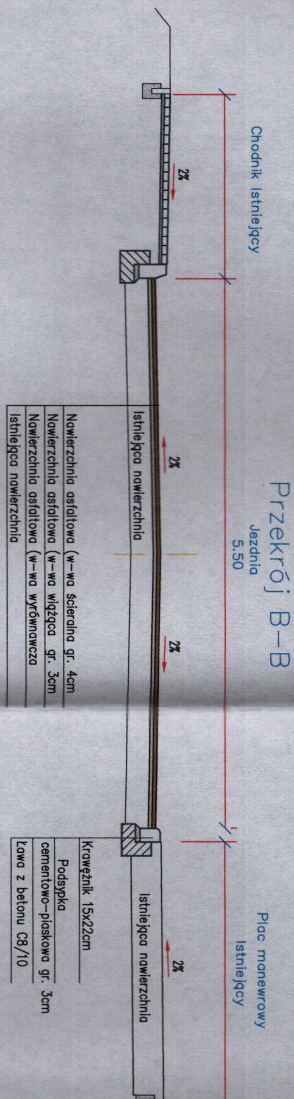 Przekrój B-B
Chodnik istniejący
Jezdnia
5.50
Plac manewrowy
Istniejący
2%
2%
2%
2%
Istniejąca nawierzchnia
Istniejąca nawierzchnia
Nawierzchnia asfaltowa (w-wa ścieralna gr. 4cm
Nawierzchnia asfaltowa (w-wa wiążąca gr. 3cm
Nawierzchnia asfaltowa (w-wa wyrównawcza
Istniejąca nawierzchnia
Krawężnik 15x22cm
Podsypka
cementowo-piaskowa gr. 3cm
Ława z betonu C8/10